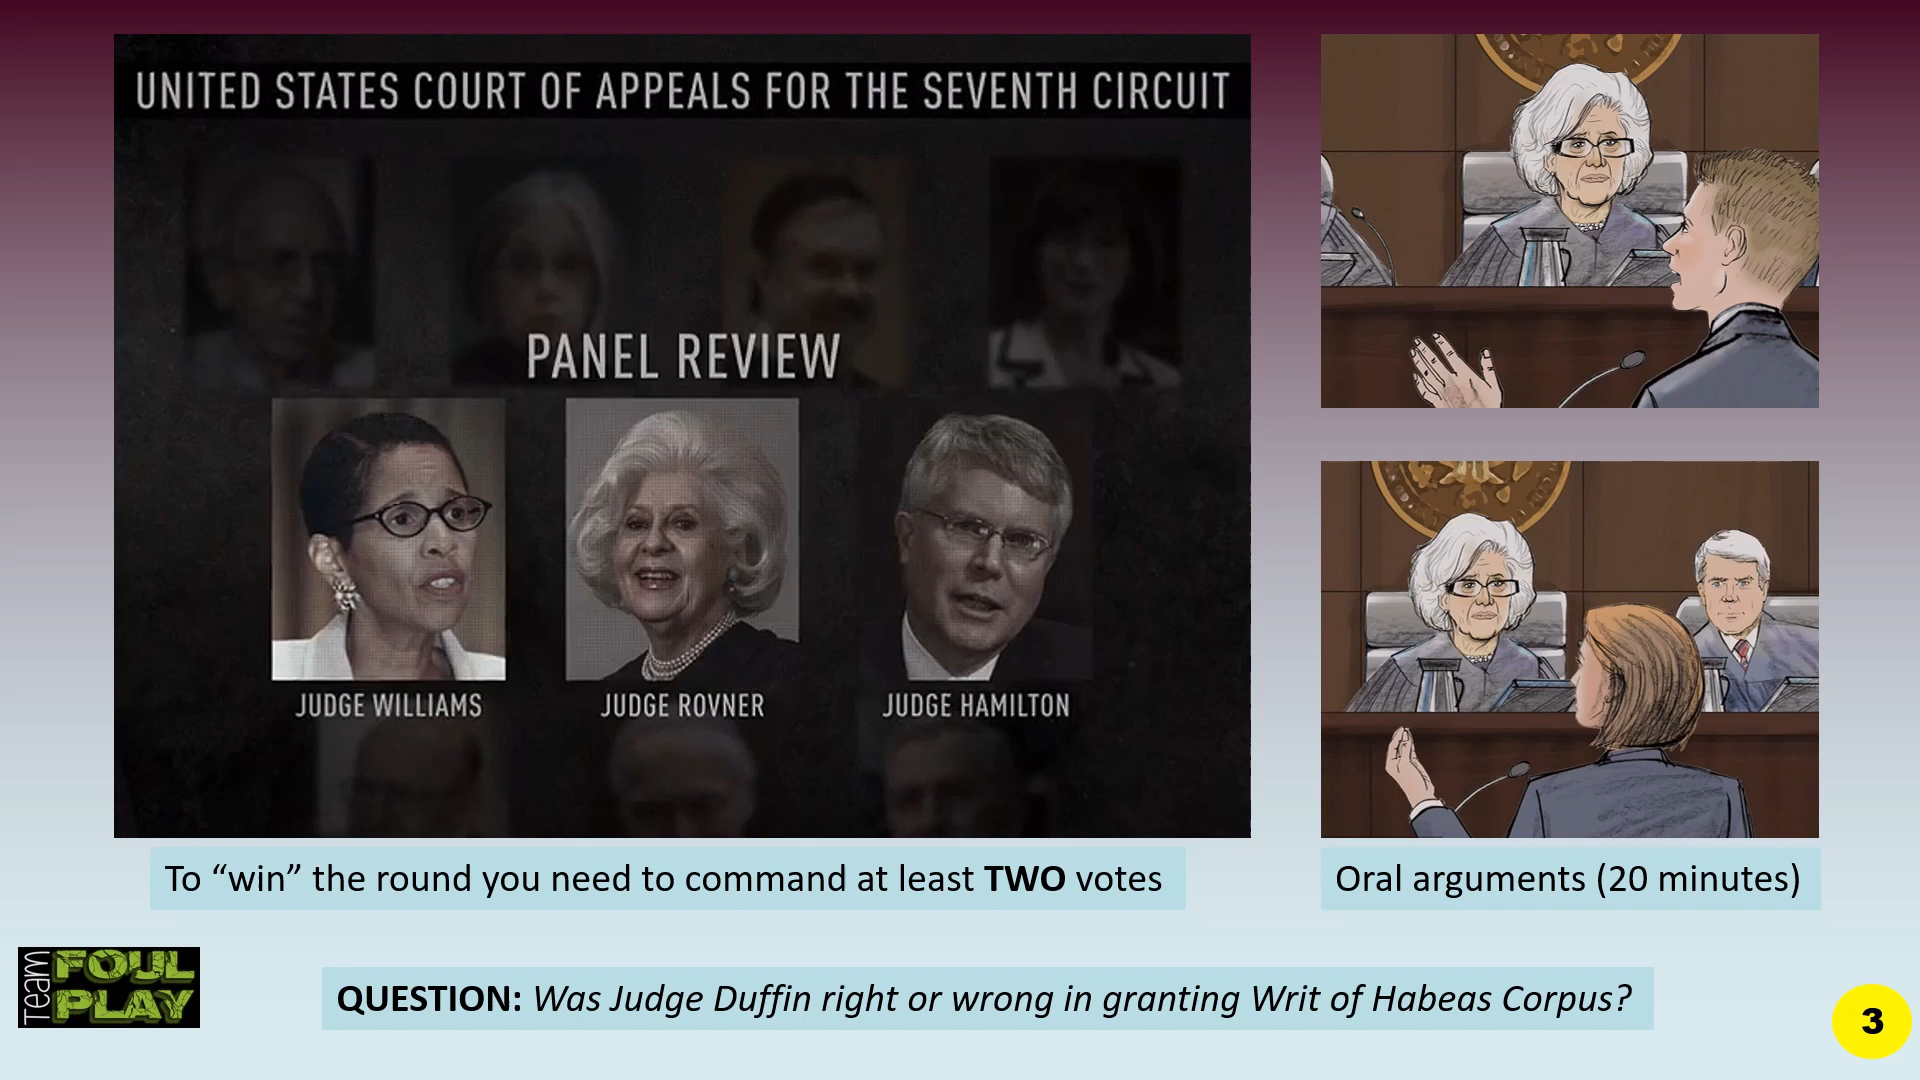 UNITED STATES COURT OF APPEALS FOR THE SEVENTH CIRCUIT
PANEL REVIEW
JUDGE WILLIAMS
JUDGE ROVNER
JUDGE HAMILTON
To “win” the round you need to command at least TWO votes
Oral arguments (20 minutes)
Team
FOUL
PLAY
QUESTION: Was Judge Duffin right or wrong in granting Writ of Habeas Corpus?
3